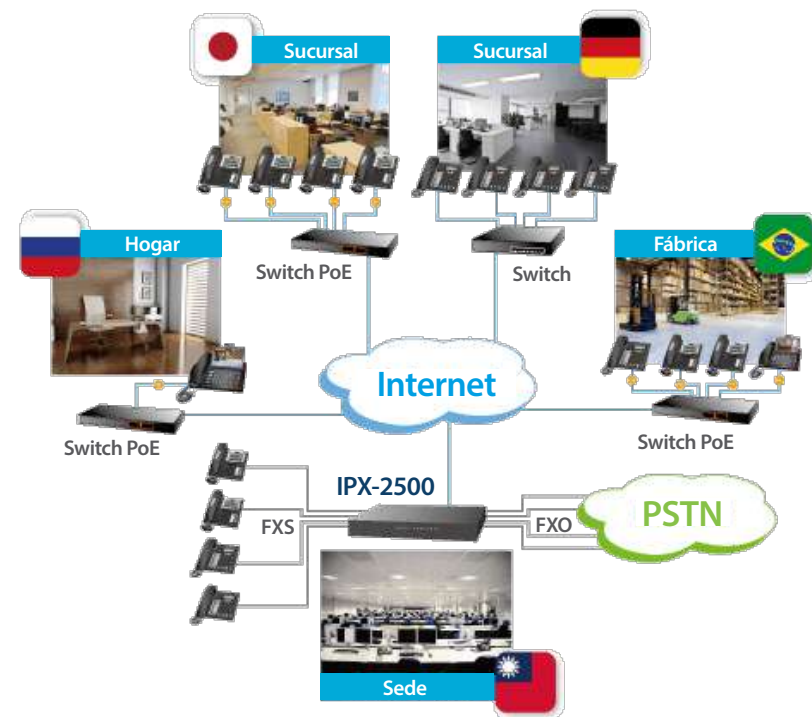 Sucursal
Sucursal
Hogar
Switch PoE
Switch
Fábrica
Internet
Switch PoE
Switch PoE
IPX-2500
FXS
FXO
PSTN
Sede